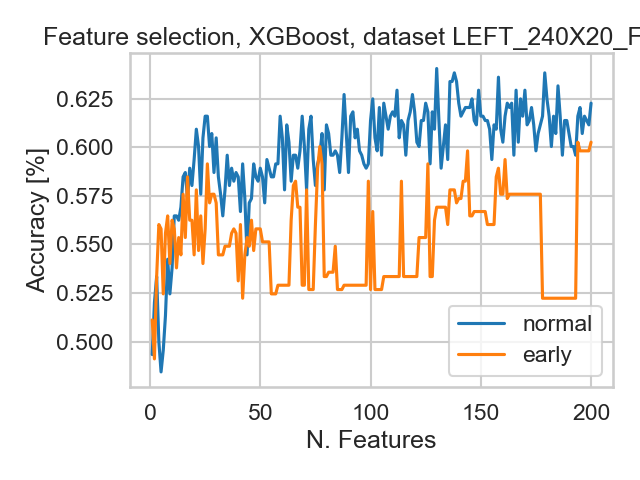 Feature selection, XGBoost, dataset LEFT_240X20_F
Accuracy [%]
0.625
0.600
0.575
0.550
0.525
0.500
normal
early
0 50 100 150 200
N. Features